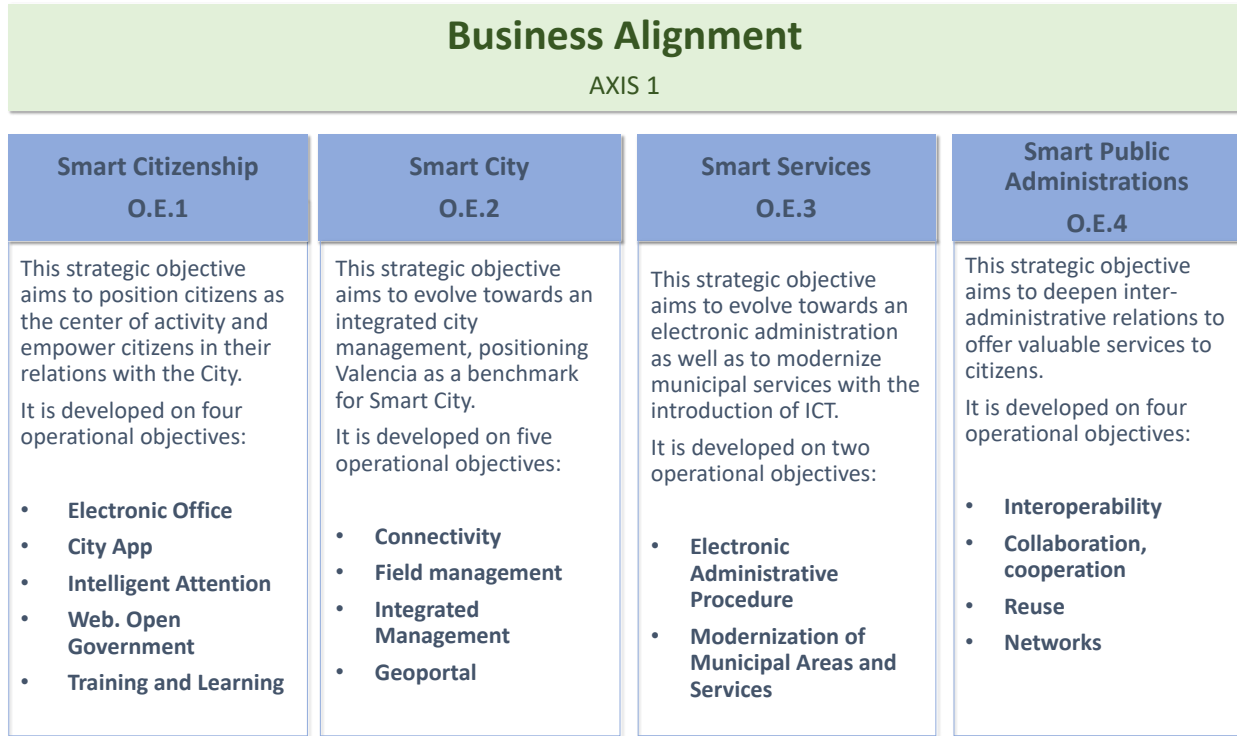 Business Alignment
AXIS 1
Smart Citizenship
O.E.1
This strategic objective
aims to position citizens as
the center of activity and
empower citizens in their
relations with the City.
It is developed on four
operational objectives:
• Electronic Office
• City App
• Intelligent Attention
• Web. Open
Government
• Training and Learning
Smart City
O.E.2
This strategic objective
aims to evolve towards an
integrated city
management, positioning
Valencia as a benchmark
for Smart City.
It is developed on five
operational objectives:
• Connectivity
• Field management
• Integrated
Management
• Geoportal
Smart Services
O.E.3
This strategic objective
aims to evolve towards an
electronic administration
as well as to modernize
municipal services with the
introduction of ICT.
It is developed on two
operational objectives:
• Electronic
Administrative
Procedure
• Modernization of
Municipal Areas and
Services
Smart Public
Administrations
O.E.4
This strategic objective
aims to deepen inter-
administrative relations to
offer valuable services to
citizens.
It is developed on four
operational objectives:
• Interoperability
• Collaboration,
cooperation
• Reuse
• Networks